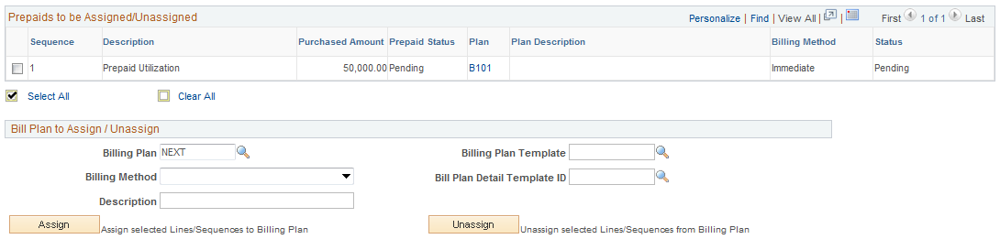 Prepaids to be Assigned/Unassigned Personalize | Find | View All | | First 1 of 1 Last
Sequence Description Purchased Amount Prepaid Status Plan Plan Description Billing Method Status
1 Prepaid Utilization 50,000.00 Pending B101 Immediate Pending
Select All Clear All
Bill Plan to Assign / Unassign
Billing Plan NEXT Billing Plan Template
Billing Method Bill Plan Detail Template ID
Description
Assign Assign selected Lines/Sequences to Billing Plan Unassign Unassign selected Lines/Sequences from Billing Plan